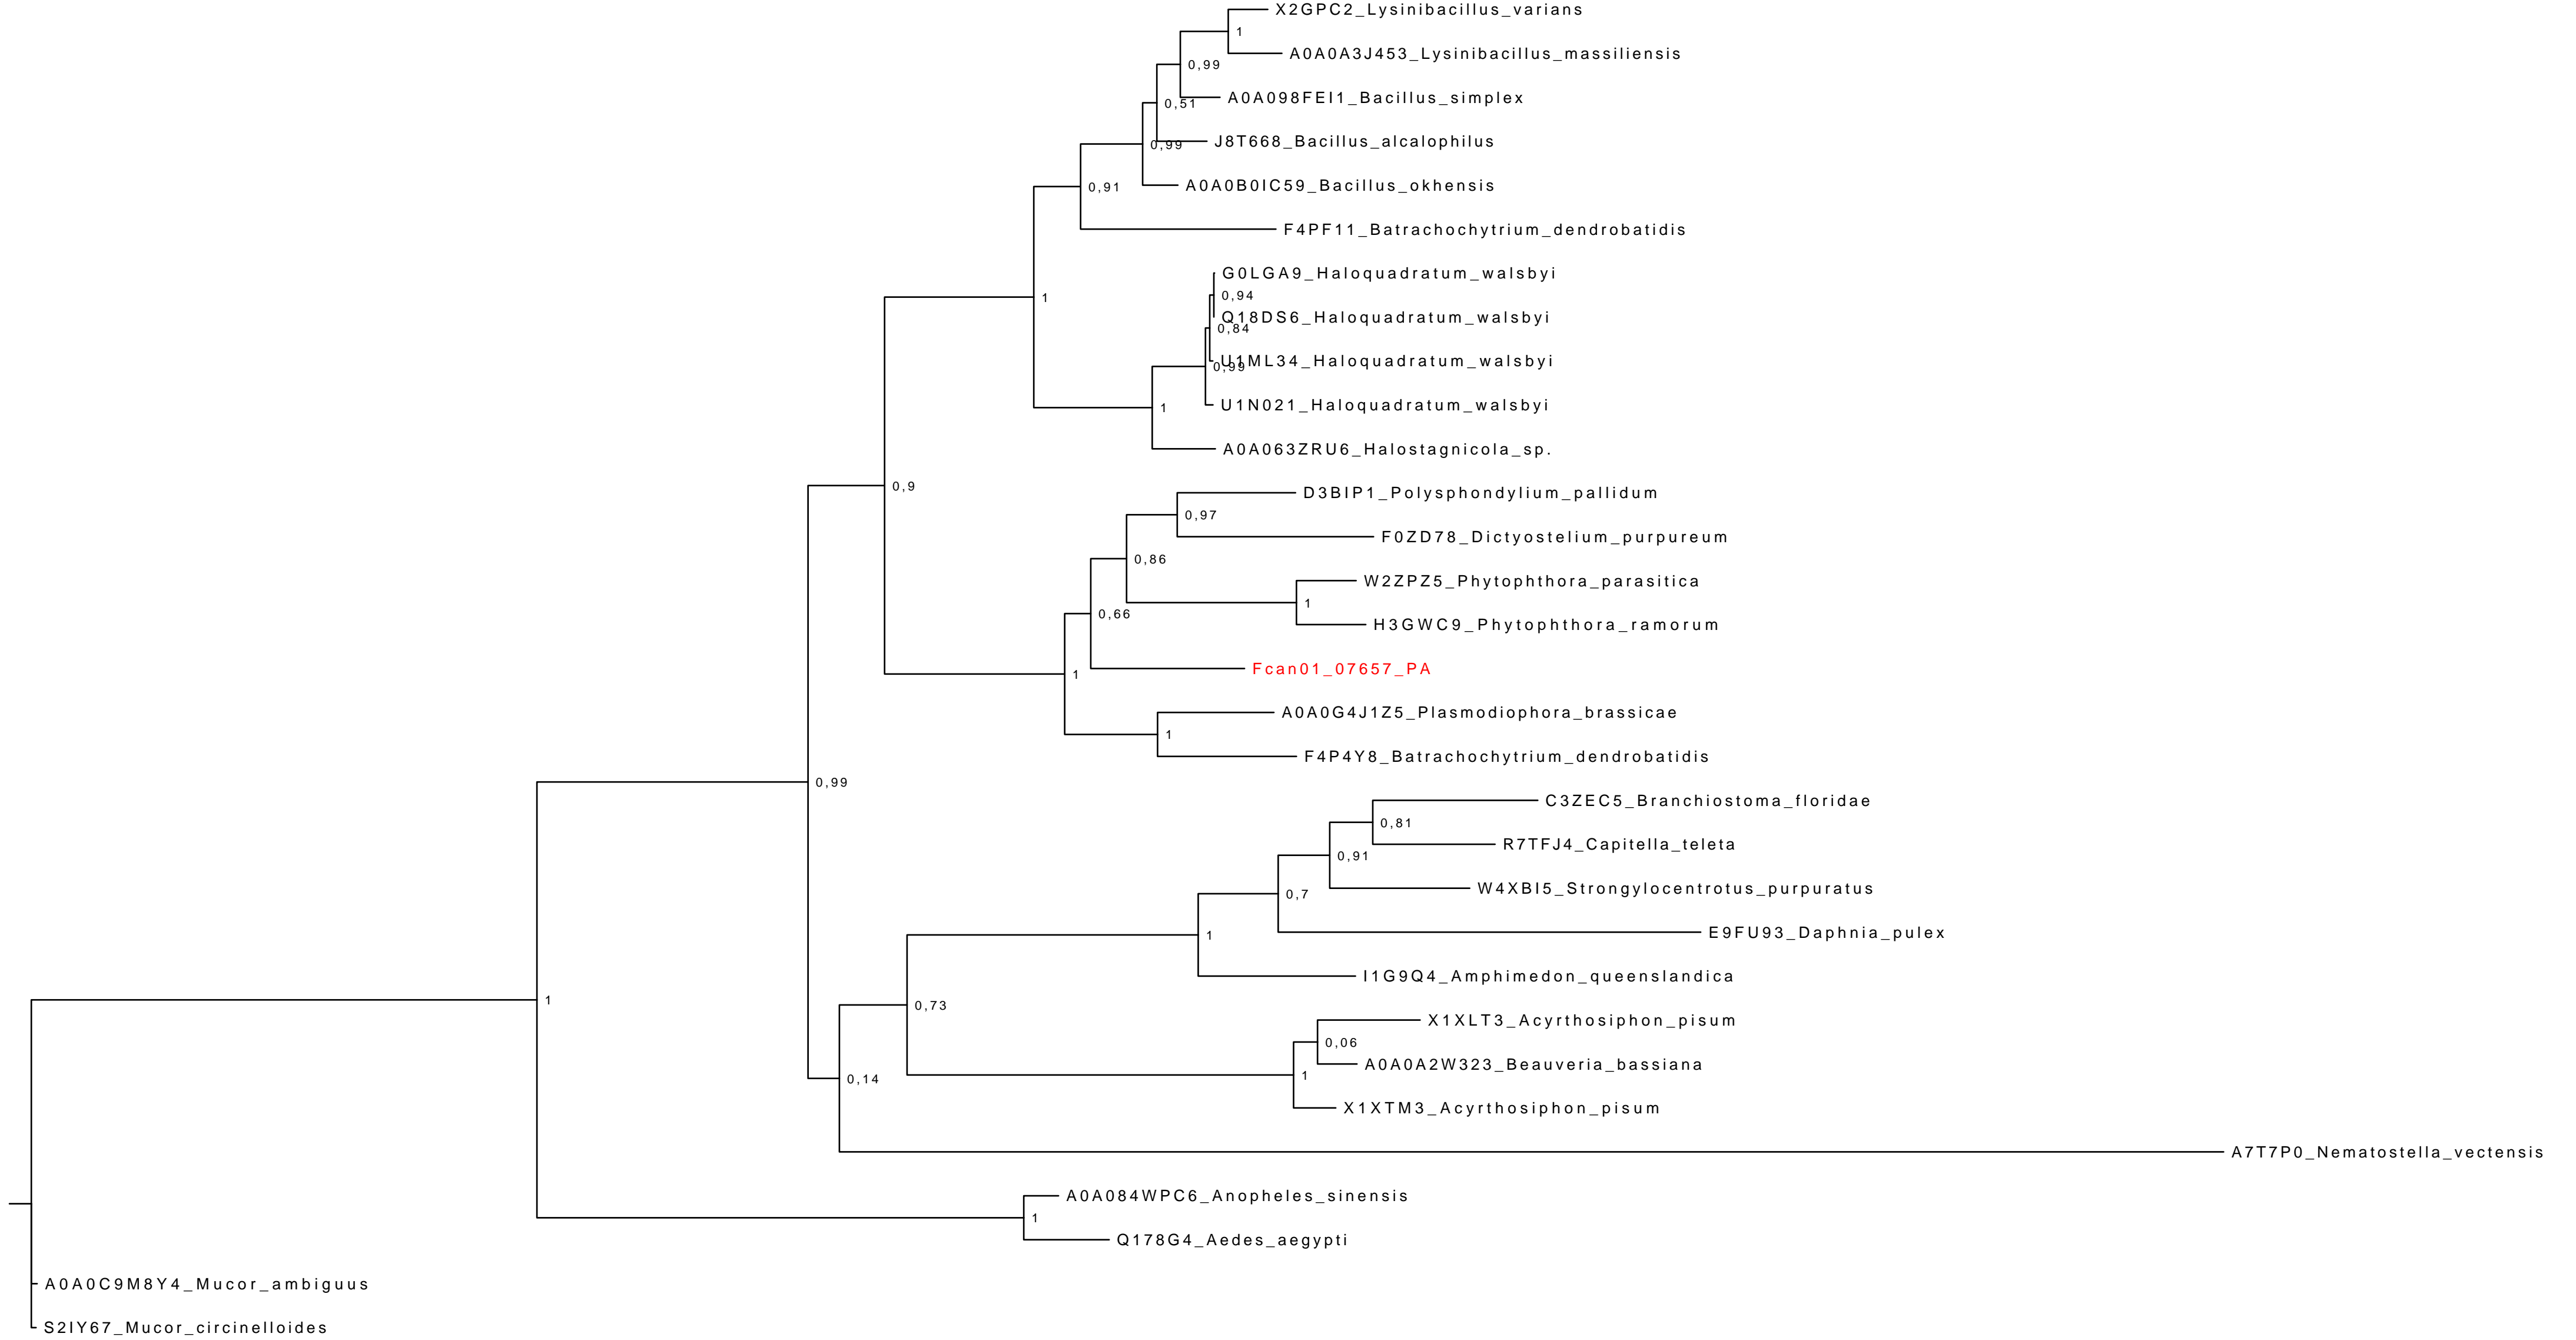 X2GPC2_Lysinibacillus_varians
1
A0A0A3J453_Lysinibacillus_massiliensis
0,99
A0A098FEI1_Bacillus_simplex
0,51
J8T668_Bacillus_alcalophilus
0,99
A0A0B0IC59_Bacillus_okhensis
0,91
F4PF11_Batrachochytrium_dendrobatidis
G0LGA9_Haloquadratum_walsbyi
0,94
1
Q18DS6_Haloquadratum_walsbyi
0,84
U1ML34_Haloquadratum_walsbyi
0,99
U1N021_Haloquadratum_walsbyi
1
A0A063ZRU6_Halostagnicola_sp.
0,9
D3BIP1_Polysphondylium_pallidum
0,97
F0ZD78_Dictyostelium_purpureum
0,86
W2ZPZ5_Phytophthora_parasitica
1
0,66
H3GWC9_Phytophthora_ramorum
Fcan01_07657_PA
1
A0A0G4J1Z5_Plasmodiophora_brassicae
1
F4P4Y8_Batrachochytrium_dendrobatidis
0,99
C3ZEC5_Branchiostoma_floridae
0,81
R7TFJ4_Capitella_teleta
0,91
W4XBI5_Strongylocentrotus_purpuratus
0,7
E9FU93_Daphnia_pulex
1
I1G9Q4_Amphimedon_queenslandica
1
0,73
X1XLT3_Acyrthosiphon_pisum
0,06
A0A0A2W323_Beauveria_bassiana
1
0,14
X1XTM3_Acyrthosiphon_pisum
A7T7P0_Nematostella_vectensis
A0A084WPC6_Anopheles_sinensis
1
Q178G4_Aedes_aegypti
A0A0C9M8Y4_Mucor_ambiguus
S2IY67_Mucor_circinelloides